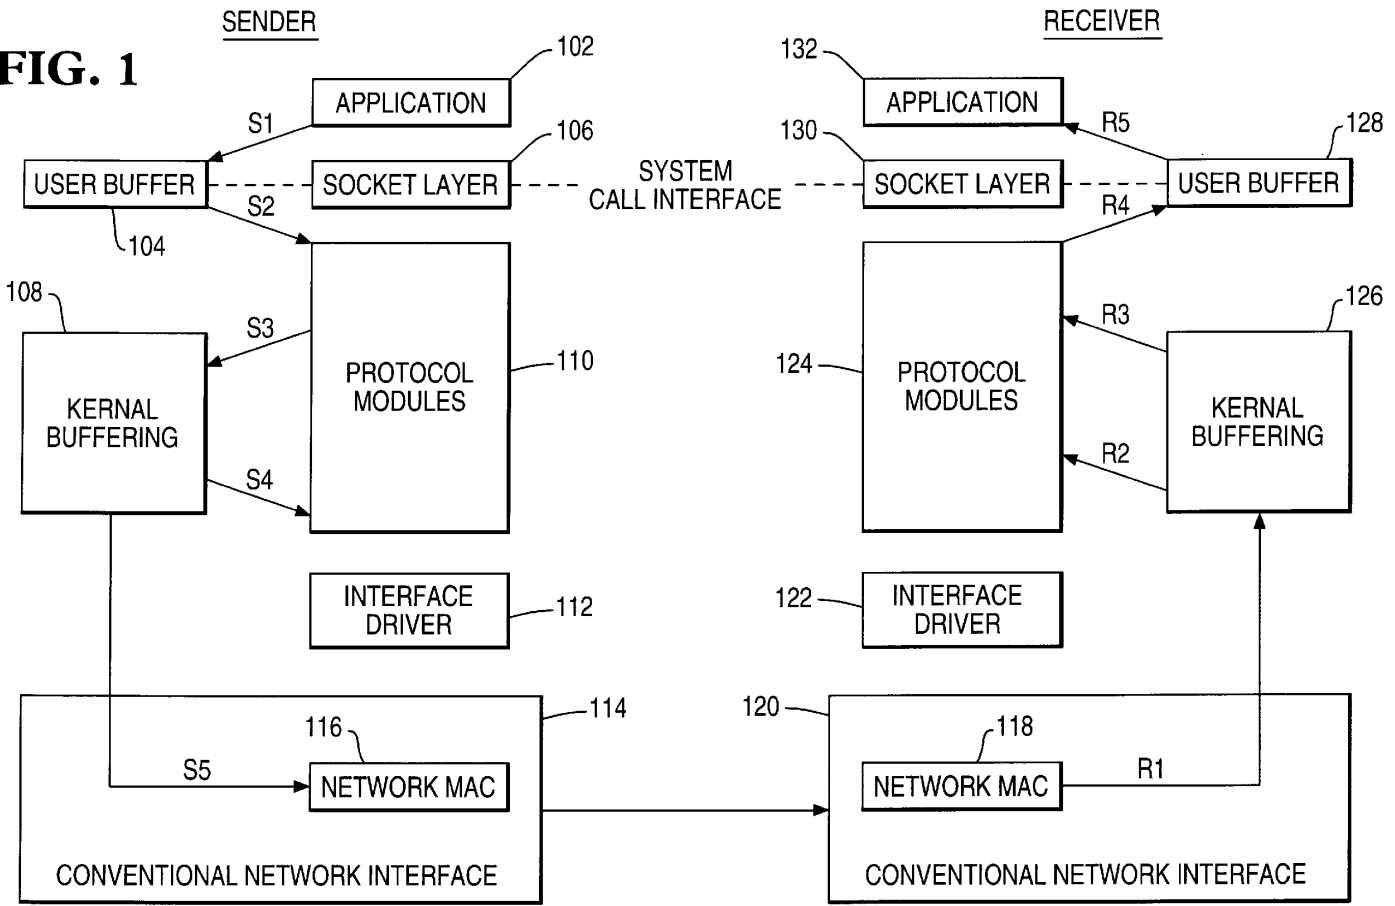 SENDER
RECEIVER
FIG. 1
102
132
APPLICATION
APPLICATION
S1
106
130
R5
128
USER BUFFER
SOCKET LAYER
SYSTEM
CALL INTERFACE
SOCKET LAYER
USER BUFFER
S2
R4
104
108
126
S3
R3
110
124
PROTOCOL
MODULES
PROTOCOL
MODULES
KERNAL
BUFFERING
KERNAL
BUFFERING
S4
R2
INTERFACE
DRIVER
112
122
INTERFACE
DRIVER
114
120
116
118
S5
NETWORK MAC
NETWORK MAC
R1
CONVENTIONAL NETWORK INTERFACE
CONVENTIONAL NETWORK INTERFACE